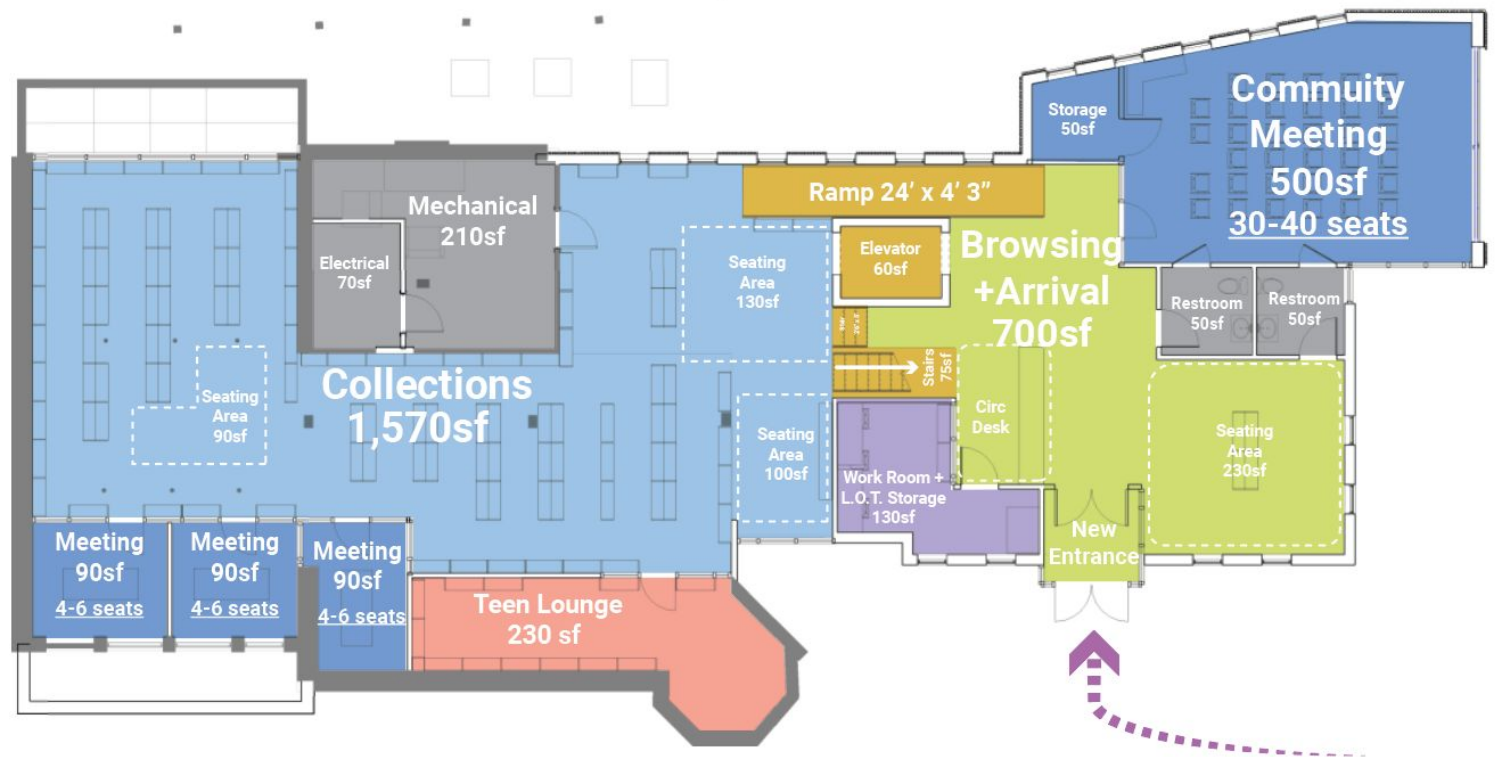 Storage
50sf
Commuity
Meeting
500sf
30-40 seats
Ramp 24’ x 4’ 3”
Mechanical
210sf
Electrical
70sf
Seating
Area
130sf
Elevator
60sf
Browsing
+Arrival
700sf
Restroom
50sf
Restroom
50sf
Stairs
75sf
Collections
1,570sf
Seating
Area
90sf
Seating
Area
100sf
Circ
Desk
Seating
Area
230sf
Work Room +
L.O.T. Storage
130sf
New
Entrance
Meeting
90sf
4-6 seats
Meeting
90sf
4-6 seats
Meeting
90sf
4-6 seats
Teen Lounge
230 sf